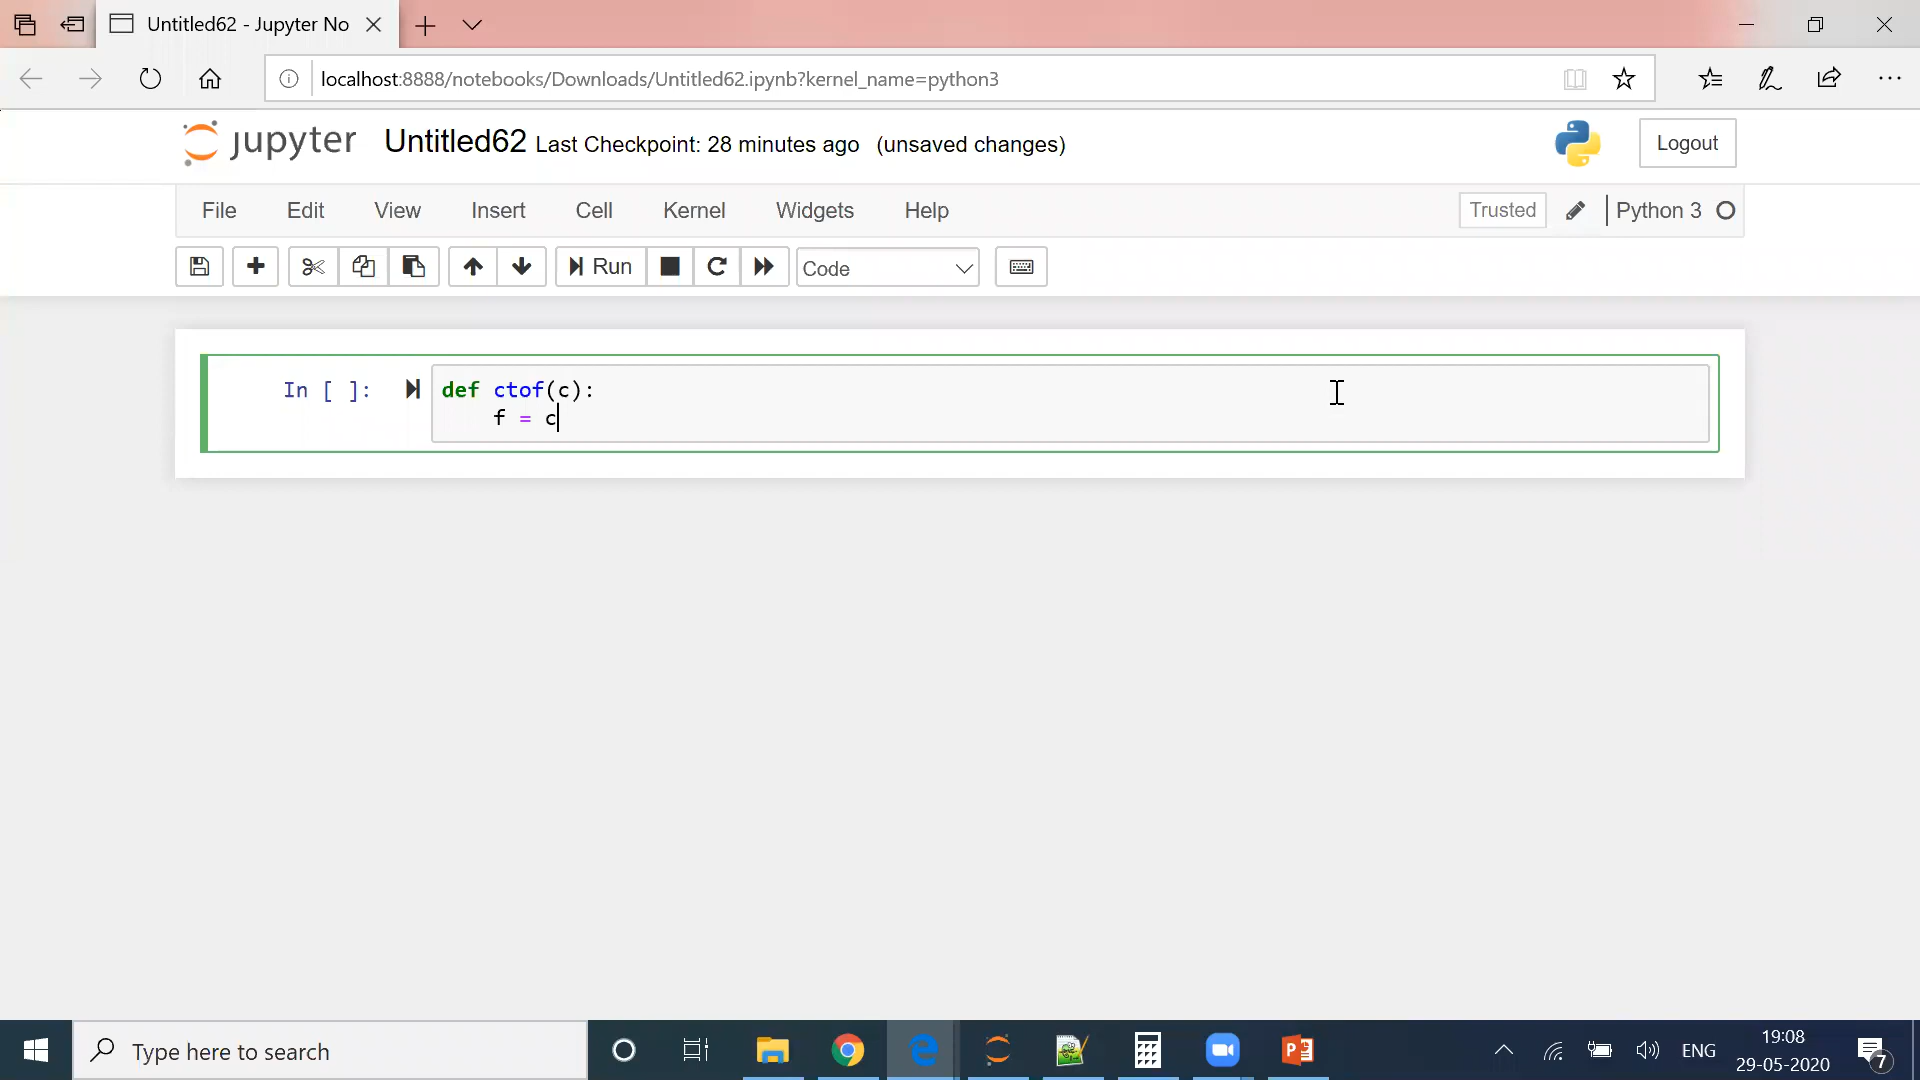 Untitled62 - Jupyter No
localhost:8888/notebooks/Downloads/Untitled62.ipynb?kernel_name=python3
jupyter Untitled62 Last Checkpoint: 28 minutes ago (unsaved changes)
Logout
File Edit View Insert Cell Kernel Widgets Help
Trusted Python 3
Run Code
In [ ]: def ctof(c):
f = c
Type here to search
ENG
19:08
29-05-2020
7